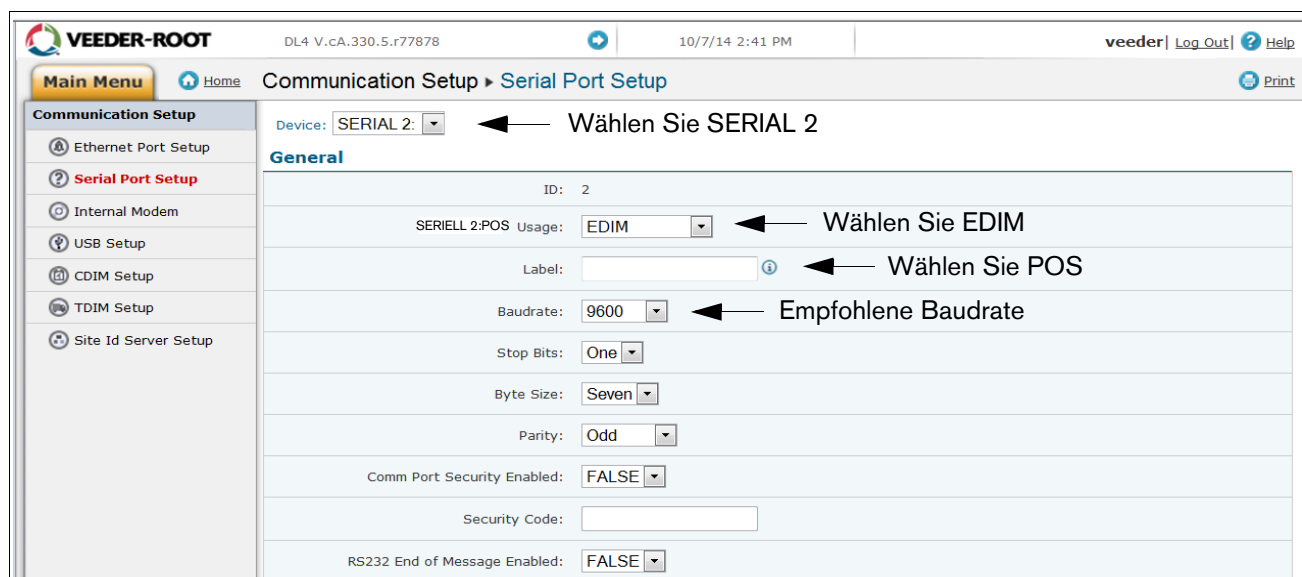 VEEDER-ROOT DL4 V.cA.330.5.r77878 10/7/14 2:41 PM veeder| Log Out| Help
Main Menu Home Communication Setup ▸ Serial Port Setup Print
Communication Setup
Ethernet Port Setup
Serial Port Setup
Internal Modem
USB Setup
CDIM Setup
TDIM Setup
Site Id Server Setup
Device: SERIAL 2: Wählen Sie SERIAL 2
General
ID: 2
SERIELL 2:POS Usage: EDIM Wählen Sie EDIM
Label: Wählen Sie POS
Baudrate: 9600 Empfohlene Baudrate
Stop Bits: One
Byte Size: Seven
Parity: Odd
Comm Port Security Enabled: FALSE
Security Code:
RS232 End of Message Enabled: FALSE